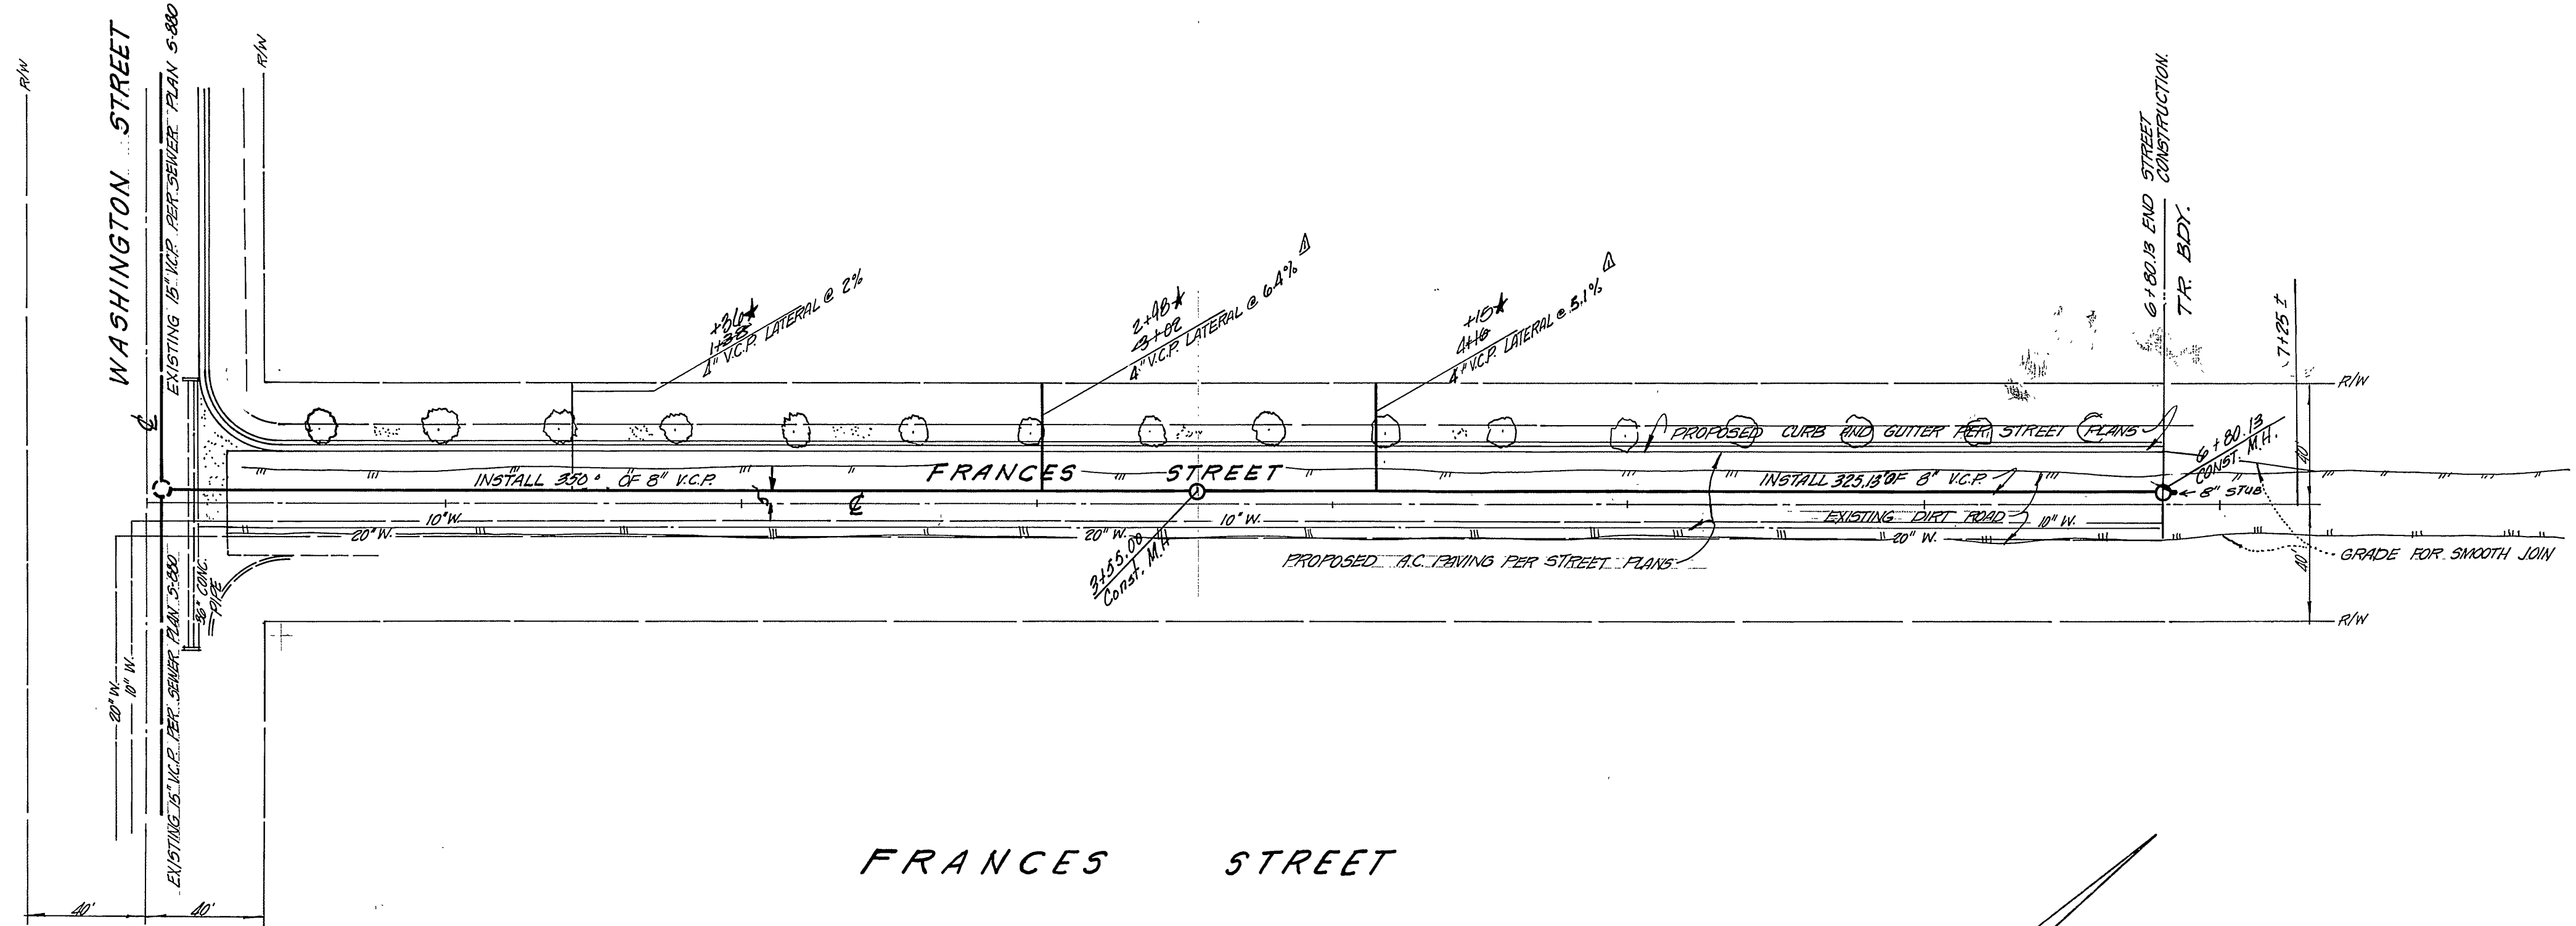 R/W
WASHINGTON STREET
EXISTING 15" V.C.P. PER SEWER PLAN S-880
R/W
℄
+36★
1+38
4" V.C.P. LATERAL @ 2%
2+98★
3+02
4" V.C.P. LATERAL @ 6.4%
1
+15★
4+16
4" V.C.P. LATERAL @ 5.1%
1
6+80.13 END STREET
CONSTRUCTION.
TR. BDY.
7+25 ±
R/W
PROPOSED CURB AND GUTTER PER STREET PLANS
6+80.13
CONST. M.H.
40'
INSTALL 350' OF 8" V.C.P.
FRANCES STREET
INSTALL 325.13' OF 8" V.C.P.
8" STUB
5'
℄
10" W.
10" W.
EXISTING DIRT ROAD
10" W.
20" W.
20" W.
20" W.
3+55.00
Const. M.H
PROPOSED A.C. PAVING PER STREET PLANS
GRADE FOR SMOOTH JOIN
40'
36" CONC.
PIPE
R/W
20" W.
10" W.
EXISTING 15" V.C.P. PER SEWER PLAN S-880
FRANCES STREET
40'
40'